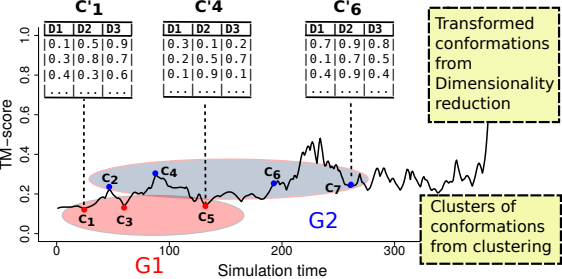 C'1 C'4 C'6
D1 D2 D3 D1 D2 D3 D1 D2 D3
0.1 0.5 0.9 0.3 0.1 0.2 0.7 0.9 0.8
0.3 0.8 0.7 0.2 0.5 0.7 0.1 0.7 0.5
0.4 0.3 0.6 0.1 0.9 0.1 0.4 0.9 0.4
... ... ... ... ... ... ... ... ...
Transformed
conformations
from
Dimensionality
reduction
TM−score
1.0
0.8
0.6
0.4
0.2
0.0
C2 C4 C6 C7
C1 C3 C5
G2
G1
Clusters of
conformations
from clustering
0 100 200 300
Simulation time